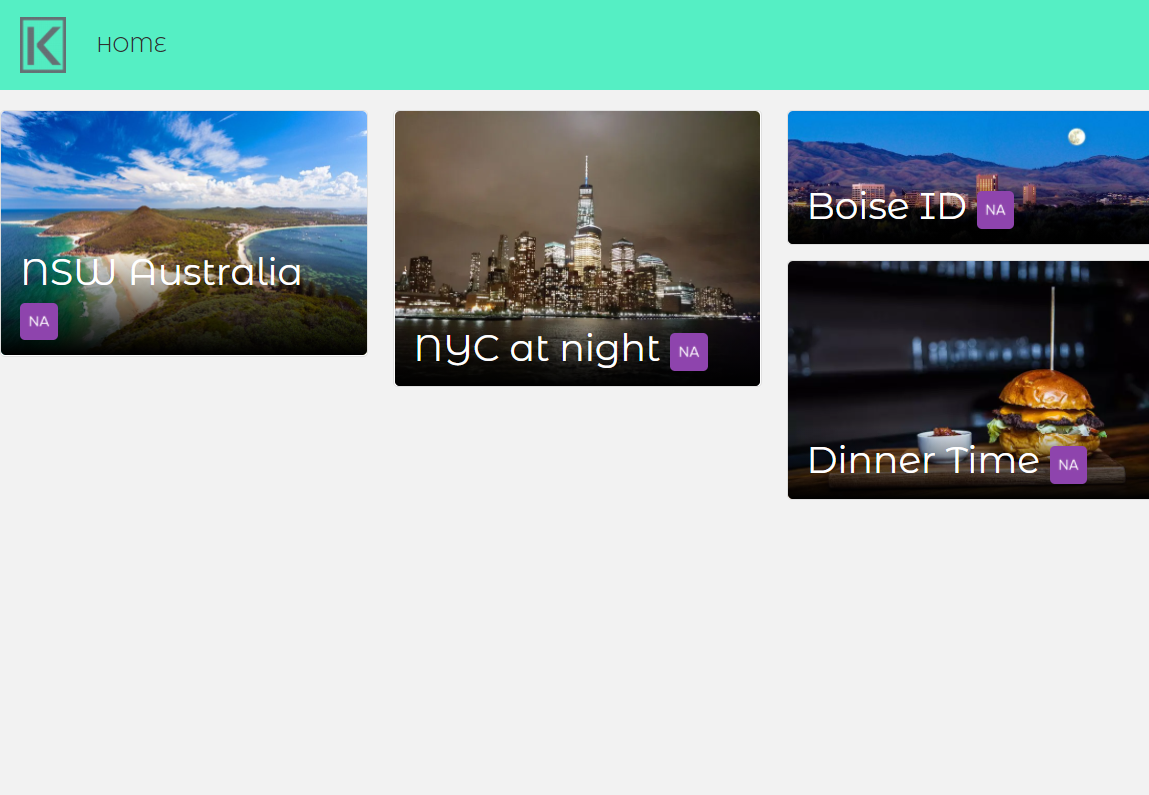 K
HOME
NSW Australia
NA
NYC at night NA
Boise ID NA
Dinner Time NA